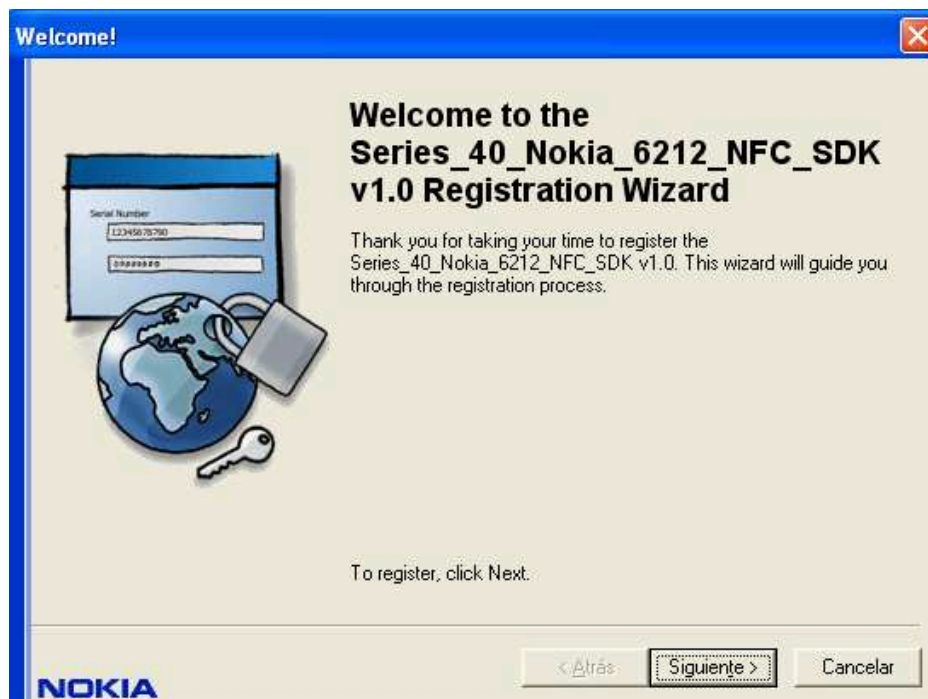 Welcome!
Welcome to the
Series_40_Nokia_6212_NFC_SDK
v1.0 Registration Wizard
Thank you for taking your time to register the
Series_40_Nokia_6212_NFC_SDK v1.0. This wizard will guide you
through the registration process.
Serial Number
12345678790
########
To register, click Next.
< Atrás
Siguiente >
Cancelar
NOKIA